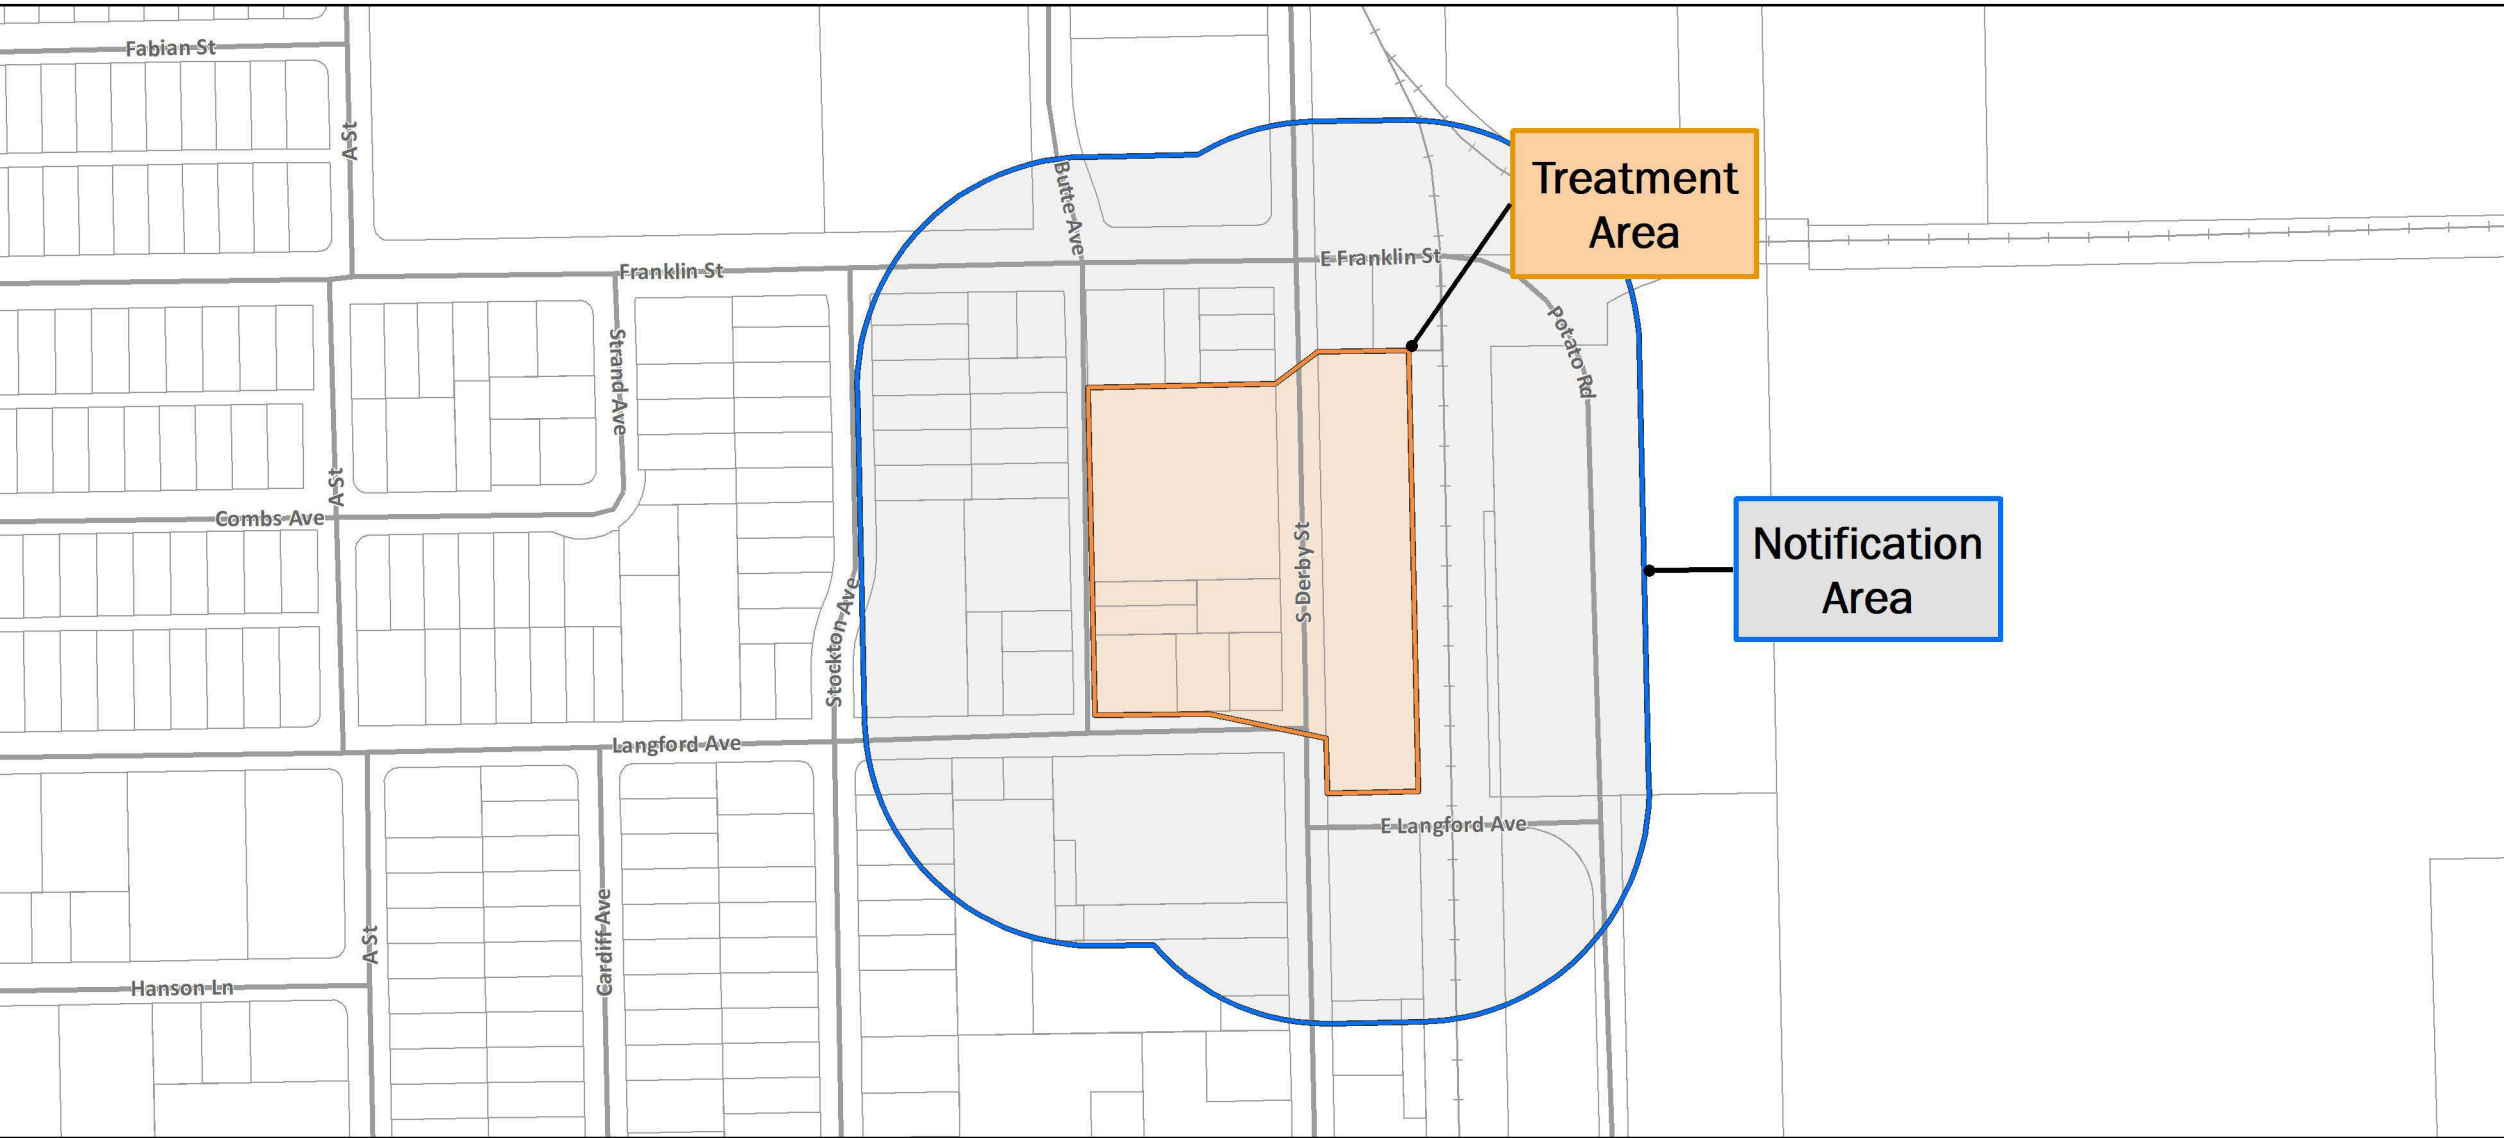 Fabian St
A St
Butte Ave
Treatment
Area
Franklin St
E Franklin St
Strand Ave
Potato Rd
A St
Combs Ave
S Derby St
Notification
Area
Stockton Ave
Langford Ave
E Langford Ave
Cardiff Ave
A St
Hanson Ln